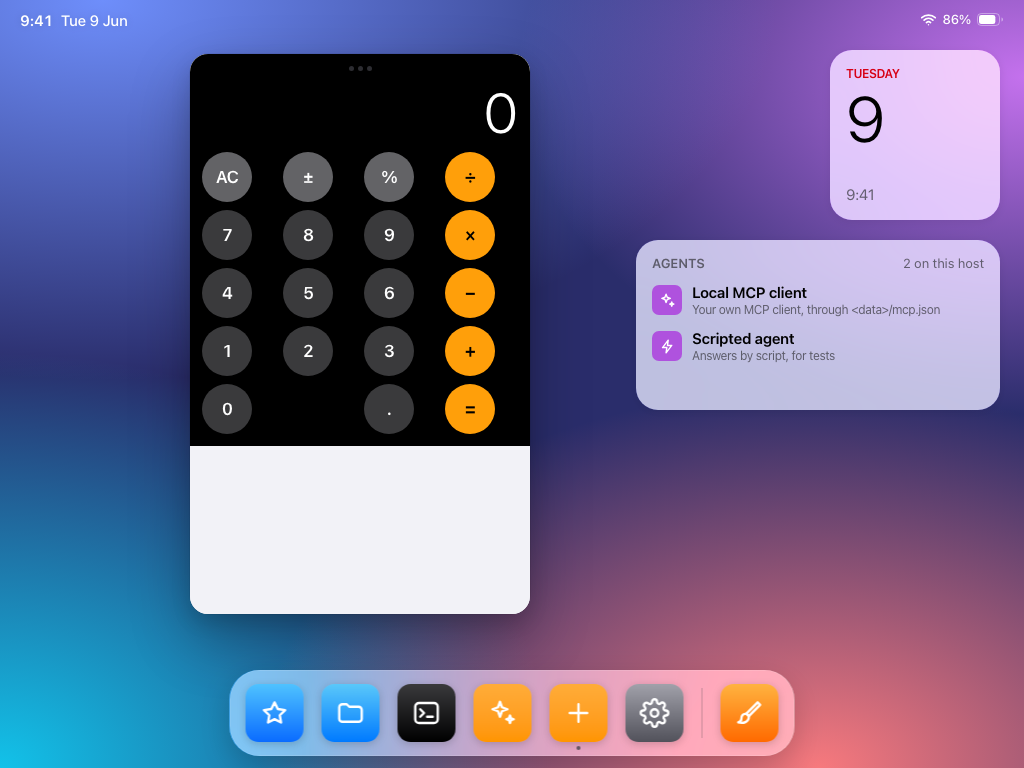 9:41 Tue 9 Jun
86%
0
AC ± % ÷
7 8 9 ×
4 5 6 −
1 2 3 +
0 . =
TUESDAY
9
9:41
AGENTS 2 on this host
Local MCP client
Your own MCP client, through <data>/mcp.json
Scripted agent
Answers by script, for tests